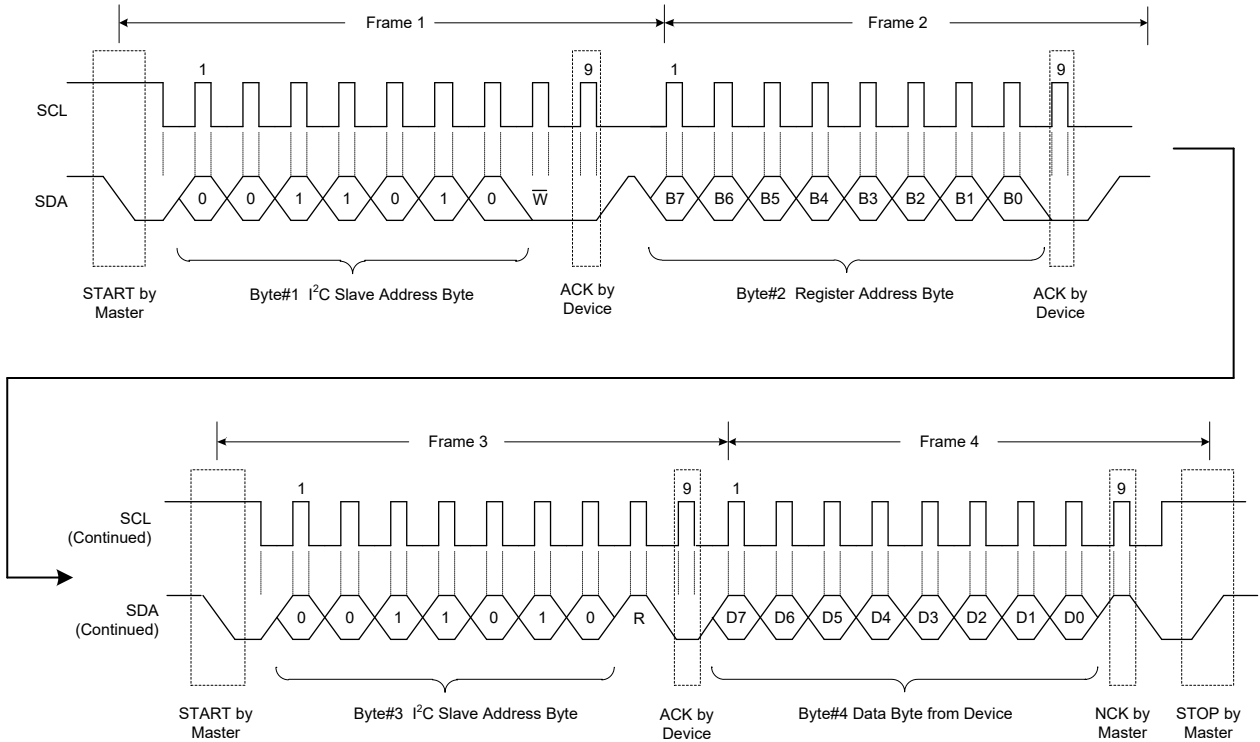 Frame 1 Frame 2
1 9 1 9
SCL
SDA 0 0 1 1 0 1 0 W̅ B7 B6 B5 B4 B3 B2 B1 B0
START by
Master
Byte#1 I²C Slave Address Byte
ACK by
Device
Byte#2 Register Address Byte
ACK by
Device
Frame 3 Frame 4
1 9 1 9
SCL
(Continued)
SDA
(Continued)
0 0 1 1 0 1 0 R D7 D6 D5 D4 D3 D2 D1 D0
START by
Master
Byte#3 I²C Slave Address Byte
ACK by
Device
Byte#4 Data Byte from Device
NCK by
Master
STOP by
Master